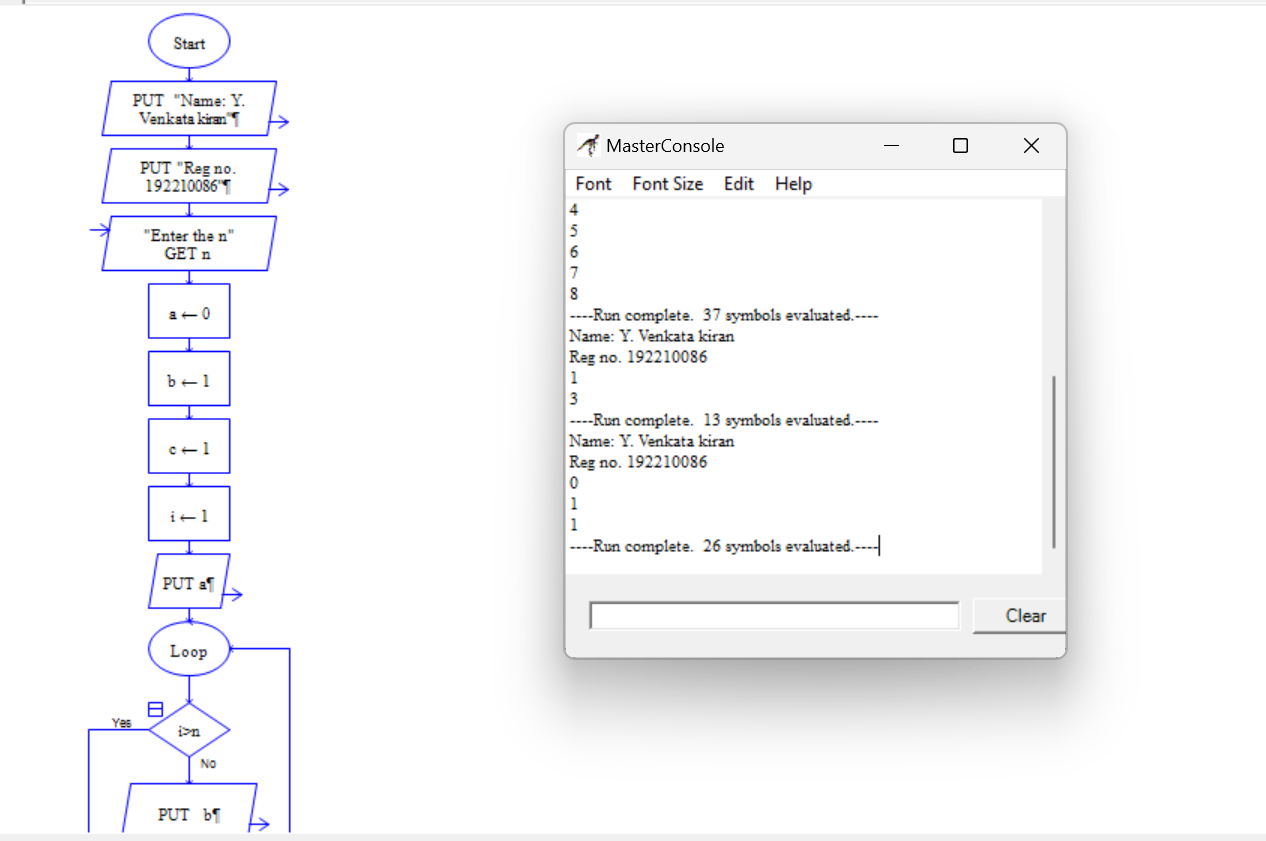 Start
PUT "Name: Y.
Venkata kiran"¶
PUT "Reg no.
192210086"¶
"Enter the n"
GET n
a ← 0
b ← 1
c ← 1
i ← 1
PUT a¶
Loop
Yes
i>n
No
PUT b¶
MasterConsole
Font Font Size Edit Help
4
5
6
7
8
----Run complete. 37 symbols evaluated.----
Name: Y. Venkata kiran
Reg no. 192210086
1
3
----Run complete. 13 symbols evaluated.----
Name: Y. Venkata kiran
Reg no. 192210086
0
1
1
----Run complete. 26 symbols evaluated.----
Clear